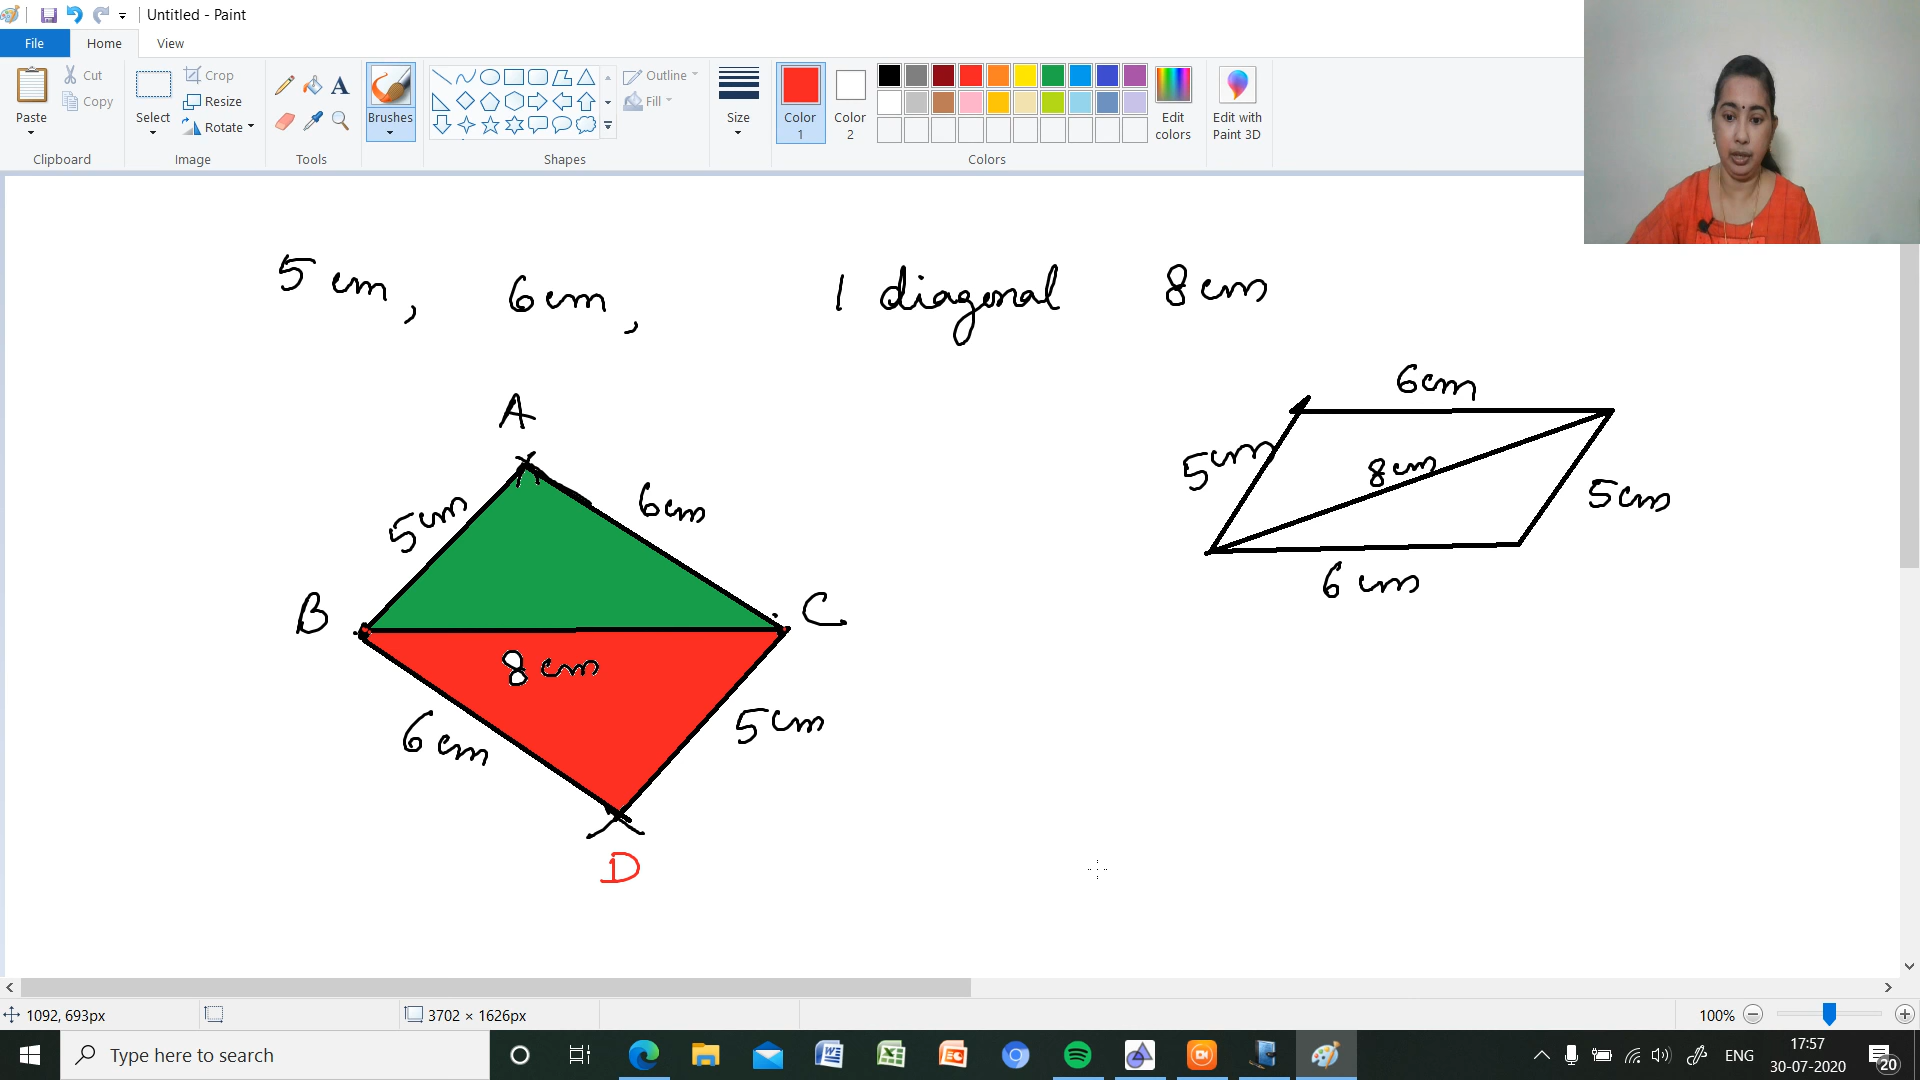 Untitled - Paint
File Home View
Paste
Cut
Copy
Clipboard
Select
Crop
Resize
Rotate
Image
Tools
Brushes
Shapes
Outline
Fill
Size
Color 1
Color 2
Edit colors
Colors
Edit with Paint 3D
5 cm, 6 cm, 1 diagonal 8 cm
A
5 cm
6 cm
B
C
8 cm
6 cm
5 cm
D
6 cm
5 cm
8 cm
5 cm
6 cm
1092, 693px
3702 × 1626px
100%
Type here to search
ENG
17:57
30-07-2020
20